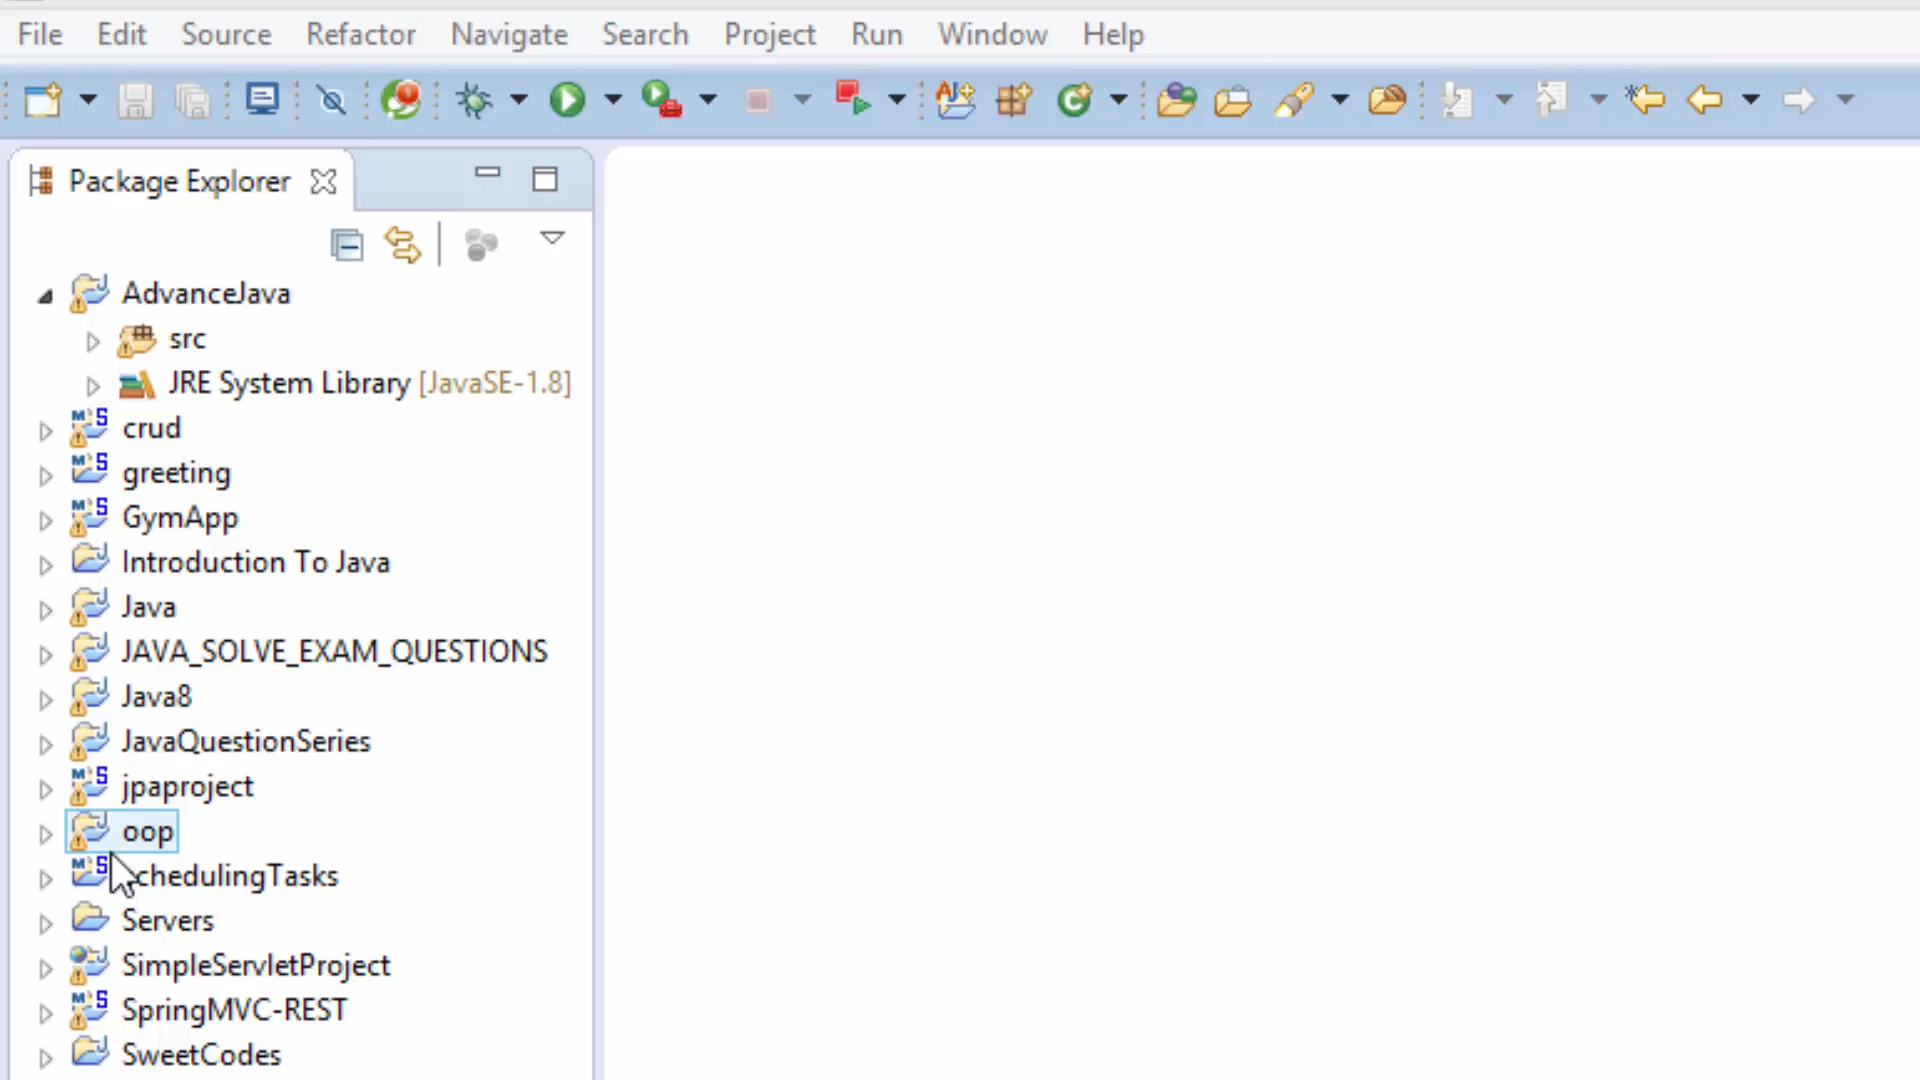 File Edit Source Refactor Navigate Search Project Run Window Help
Package Explorer
AdvanceJava
src
JRE System Library [JavaSE-1.8]
crud
greeting
GymApp
Introduction To Java
Java
JAVA_SOLVE_EXAM_QUESTIONS
Java8
JavaQuestionSeries
jpaproject
oop
chedulingTasks
Servers
SimpleServletProject
SpringMVC-REST
SweetCodes